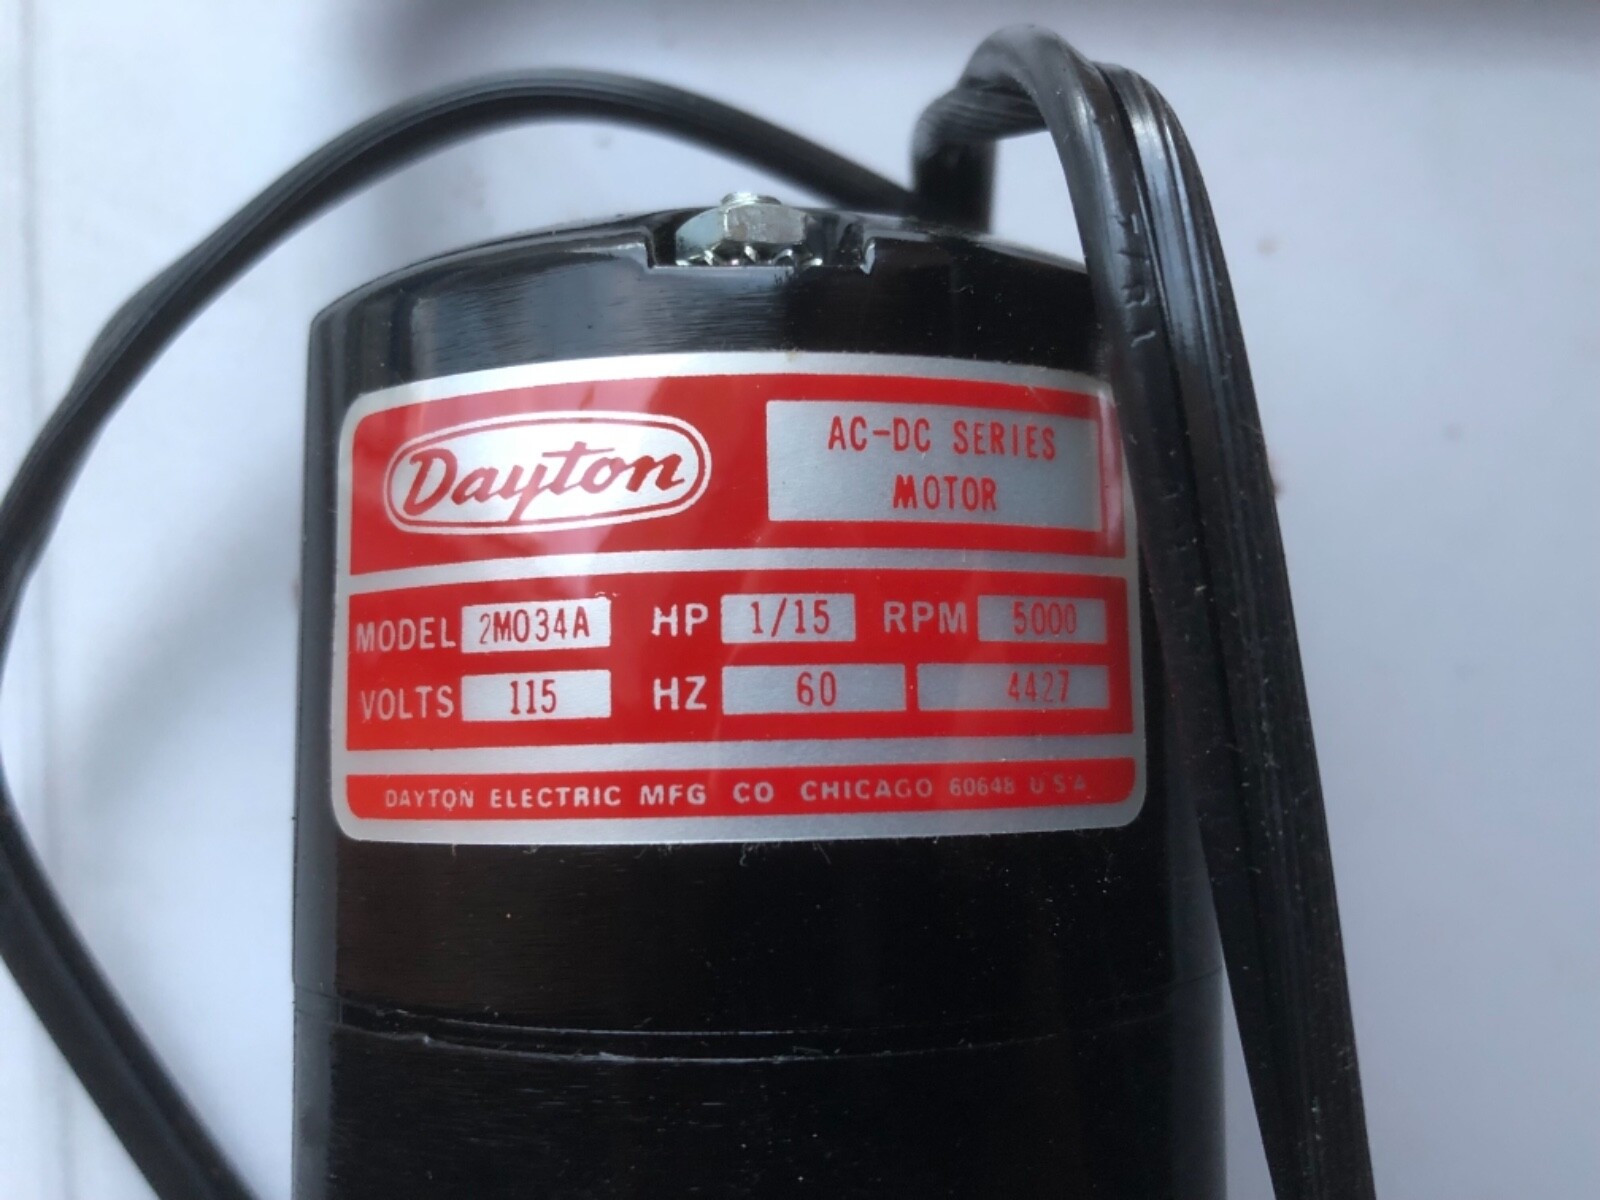 Dayton
AC-DC SERIES
MOTOR
MODEL 2M034A HP 1/15 RPM 5000
VOLTS 115 HZ 60 4427
DAYTON ELECTRIC MFG CO CHICAGO 60648 U S A